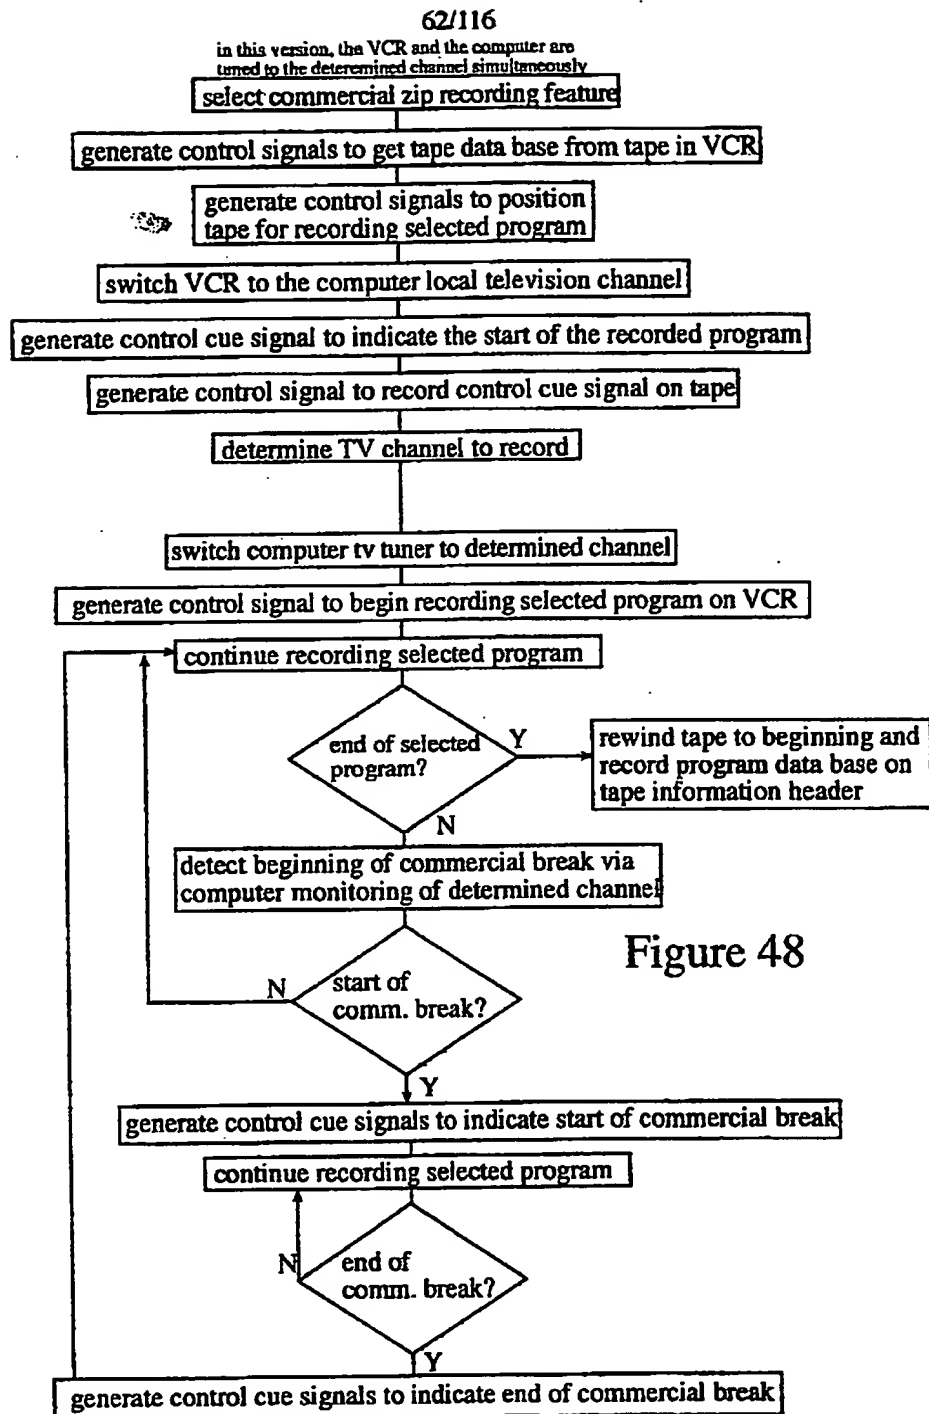 62/116
in this version, the VCR and the computer are
tuned to the deteremined channel simultaneously
select commercial zip recording feature
generate control signals to get tape data base from tape in VCR
generate control signals to position
tape for recording selected program
switch VCR to the computer local television channel
generate control cue signal to indicate the start of the recorded program
generate control signal to record control cue signal on tape
determine TV channel to record
switch computer tv tuner to determined channel
generate control signal to begin recording selected program on VCR
continue recording selected program
end of selected
program?
Y
rewind tape to beginning and
record program data base on
tape information header
N
detect beginning of commercial break via
computer monitoring of determined channel
Figure 48
start of
comm. break?
N
Y
generate control cue signals to indicate start of commercial break
continue recording selected program
end of
comm. break?
N
Y
generate control cue signals to indicate end of commercial break